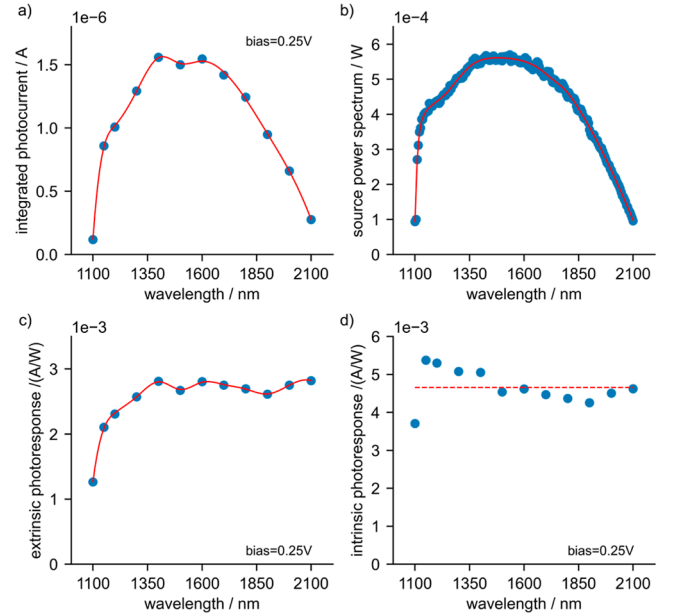 a)
1e−6
bias=0.25V
integrated photocurrent / A
1.5
1.0
0.5
0.0
1100 1350 1600 1850 2100
wavelength / nm
b)
1e−4
source power spectrum / W
6
5
4
3
2
1
0
1100 1350 1600 1850 2100
wavelength / nm
c)
1e−3
extrinsic photoresponse /(A/W)
3
2
1
0
bias=0.25V
1100 1350 1600 1850 2100
wavelength / nm
d)
1e−3
intrinsic photoresponse /(A/W)
6
5
4
3
2
1
0
bias=0.25V
1100 1350 1600 1850 2100
wavelength / nm